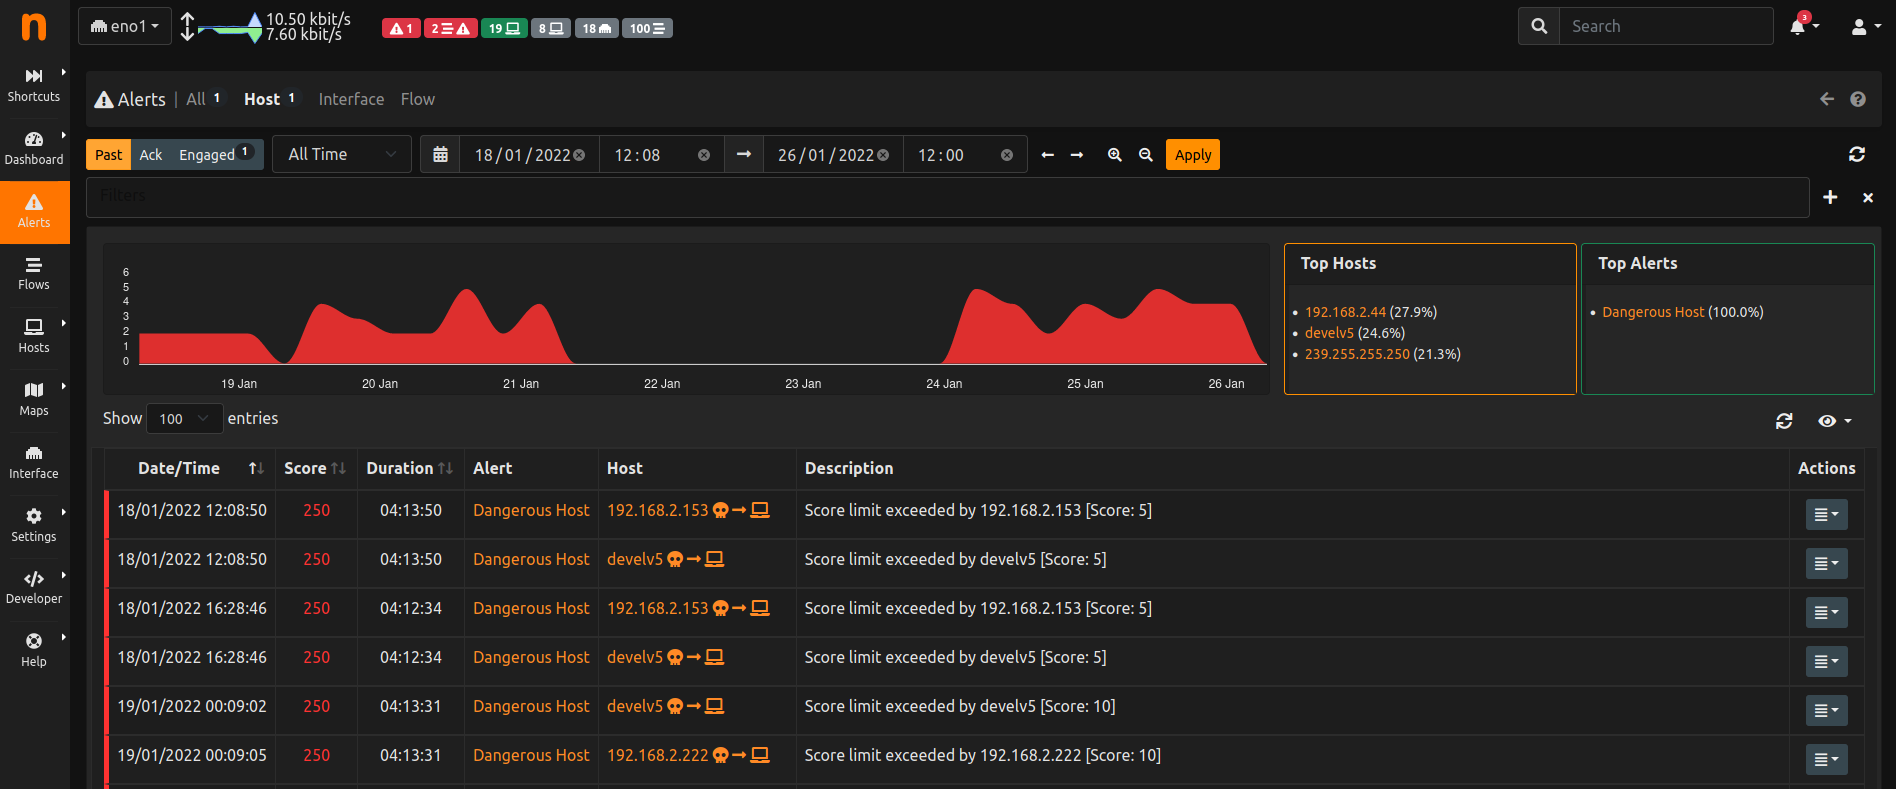 n
eno1
10.50 kbit/s
7.60 kbit/s
1
2
19
8
18
100
Search
3
Shortcuts
Dashboard
Alerts
Flows
Hosts
Maps
Interface
Settings
Developer
Help
Alerts | All 1 Host 1 Interface Flow
Past Ack Engaged 1 All Time 18/01/2022 12:08 26/01/2022 12:00 Apply
Filters
6
5
4
3
2
1
0
19 Jan 20 Jan 21 Jan 22 Jan 23 Jan 24 Jan 25 Jan 26 Jan
Top Hosts
192.168.2.44 (27.9%)
develv5 (24.6%)
239.255.255.250 (21.3%)
Top Alerts
Dangerous Host (100.0%)
Show 100 entries
Date/Time Score Duration Alert Host Description Actions
18/01/2022 12:08:50 250 04:13:50 Dangerous Host 192.168.2.153 Score limit exceeded by 192.168.2.153 [Score: 5]
18/01/2022 12:08:50 250 04:13:50 Dangerous Host develv5 Score limit exceeded by develv5 [Score: 5]
18/01/2022 16:28:46 250 04:12:34 Dangerous Host 192.168.2.153 Score limit exceeded by 192.168.2.153 [Score: 5]
18/01/2022 16:28:46 250 04:12:34 Dangerous Host develv5 Score limit exceeded by develv5 [Score: 5]
19/01/2022 00:09:02 250 04:13:31 Dangerous Host develv5 Score limit exceeded by develv5 [Score: 10]
19/01/2022 00:09:05 250 04:13:31 Dangerous Host 192.168.2.222 Score limit exceeded by 192.168.2.222 [Score: 10]